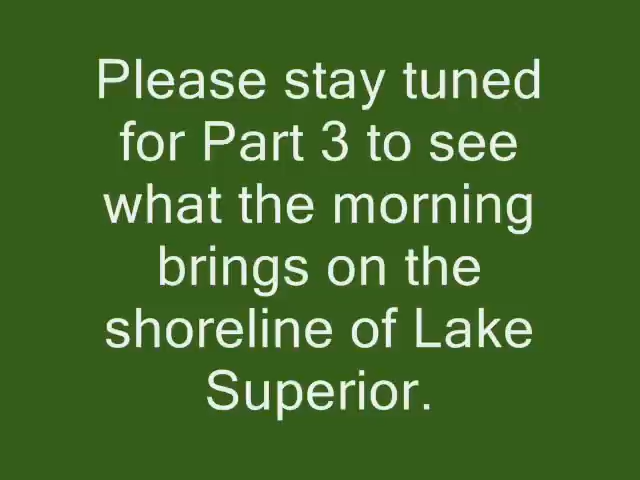 Please stay tuned
for Part 3 to see
what the morning
brings on the
shoreline of Lake
Superior.